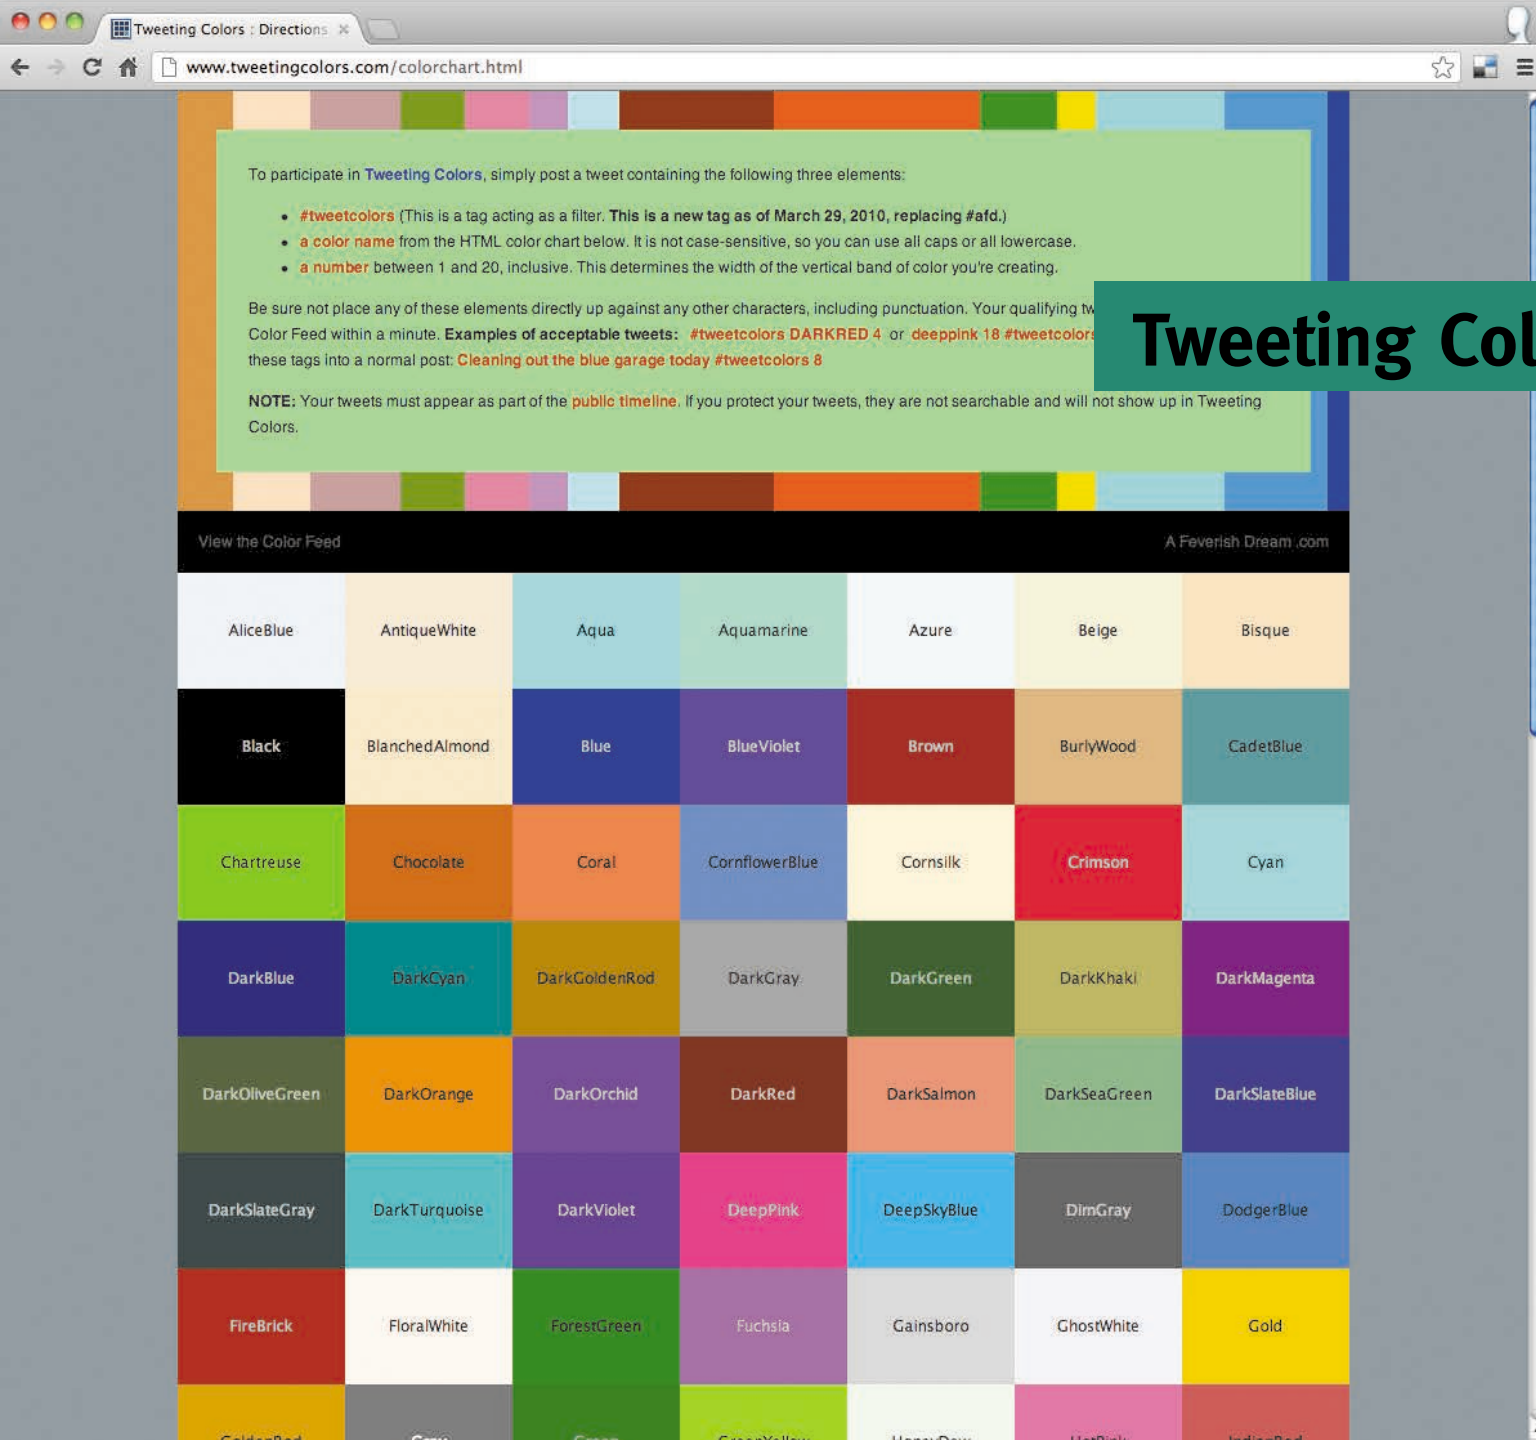 Tweeting Colors : Directions
www.tweetingcolors.com/colorchart.html
To participate in Tweeting Colors, simply post a tweet containing the following three elements:
• #tweetcolors (This is a tag acting as a filter. This is a new tag as of March 29, 2010, replacing #afd.)
• a color name from the HTML color chart below. It is not case-sensitive, so you can use all caps or all lowercase.
• a number between 1 and 20, inclusive. This determines the width of the vertical band of color you're creating.
Be sure not place any of these elements directly up against any other characters, including punctuation. Your qualifying tw
Color Feed within a minute. Examples of acceptable tweets: #tweetcolors DARKRED 4 or deeppink 18 #tweetcolors
these tags into a normal post: Cleaning out the blue garage today #tweetcolors 8
NOTE: Your tweets must appear as part of the public timeline. If you protect your tweets, they are not searchable and will not show up in Tweeting
Colors.
Tweeting Col
View the Color Feed
A Feverish Dream .com
AliceBlue AntiqueWhite Aqua Aquamarine Azure Beige Bisque
Black BlanchedAlmond Blue BlueViolet Brown BurlyWood CadetBlue
Chartreuse Chocolate Coral CornflowerBlue Cornsilk Crimson Cyan
DarkBlue DarkCyan DarkGoldenRod DarkGray DarkGreen DarkKhaki DarkMagenta
DarkOliveGreen DarkOrange DarkOrchid DarkRed DarkSalmon DarkSeaGreen DarkSlateBlue
DarkSlateGray DarkTurquoise DarkViolet DeepPink DeepSkyBlue DimGray DodgerBlue
FireBrick FloralWhite ForestGreen Fuchsia Gainsboro GhostWhite Gold
GoldenRod Gray Green GreenYellow HoneyDew HotPink IndianRed